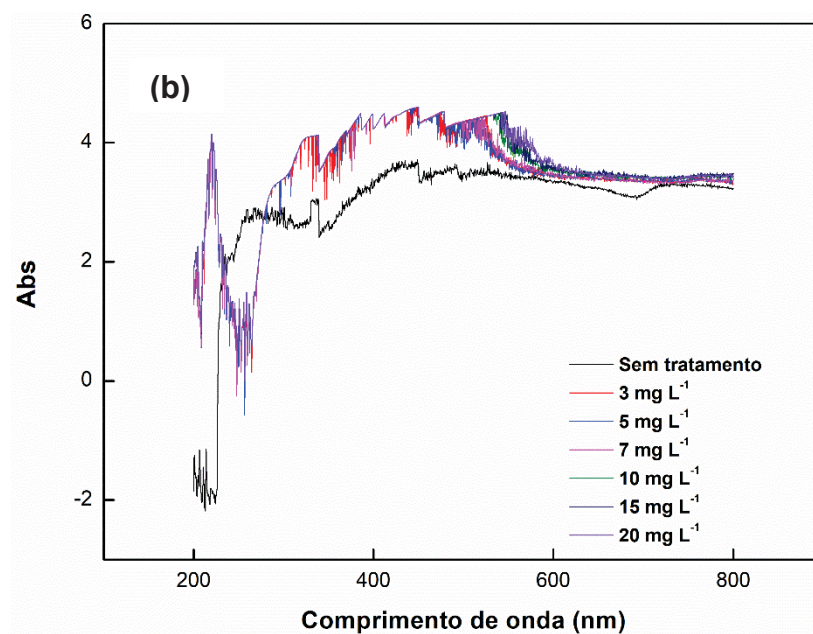 (b)
6
4
2
0
-2
Abs
Sem tratamento
3 mg L⁻¹
5 mg L⁻¹
7 mg L⁻¹
10 mg L⁻¹
15 mg L⁻¹
20 mg L⁻¹
200 400 600 800
Comprimento de onda (nm)